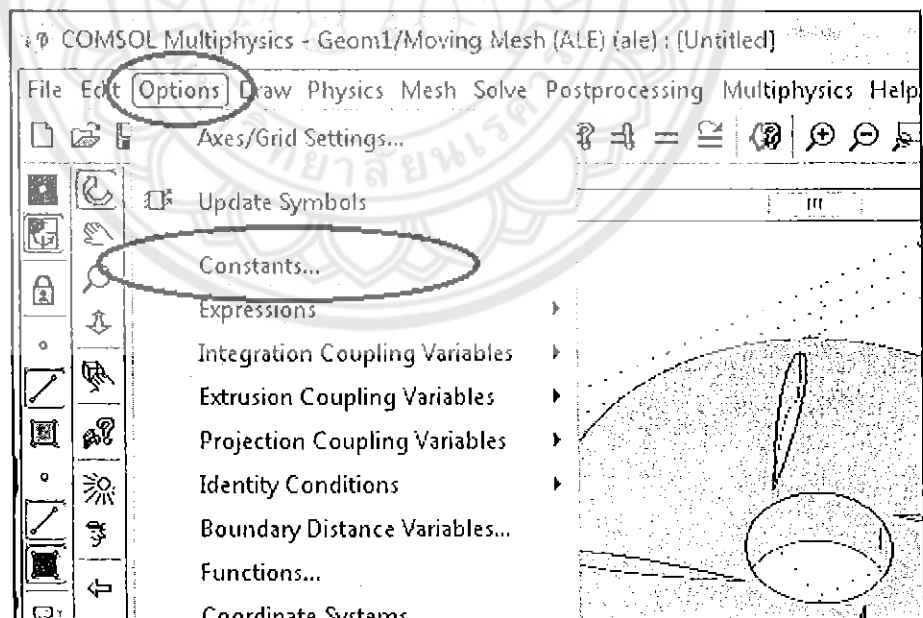 COMSOL Multiphysics - Geom1/Moving Mesh (ALE) (ale) : [Untitled]
File Edit Options Draw Physics Mesh Solve Postprocessing Multiphysics Help
Axes/Grid Settings...
Update Symbols
Constants...
Expressions
Integration Coupling Variables
Extrusion Coupling Variables
Projection Coupling Variables
Identity Conditions
Boundary Distance Variables...
Functions...
Coordinate Systems